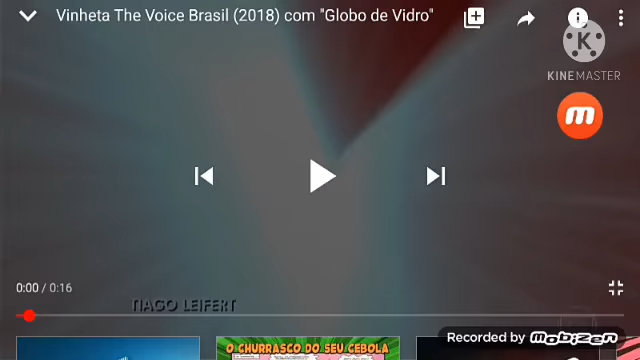 Vinheta The Voice Brasil (2018) com "Globo de Vidro"
K
KINEMASTER
m
0:00 / 0:16
TIAGO LEIFERT
O CHURRASCO DO SEU CEBOLA
Recorded by MOBIZEN